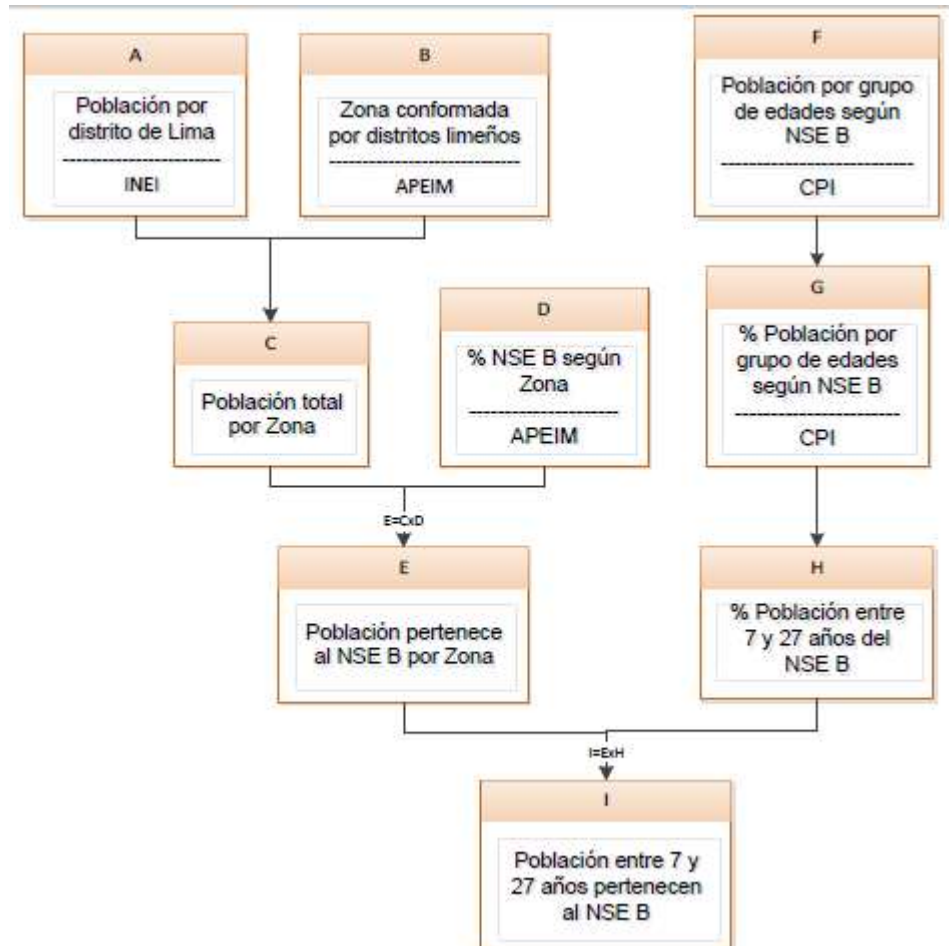 A
Población por
distrito de Lima
-----------------------
INEI
B
Zona conformada
por distritos limeños
----------------------------
APEIM
F
Población por grupo
de edades según
NSE B
----------------------------
CPI
C
Población total
por Zona
D
% NSE B según
Zona
----------------------
APEIM
G
% Población por
grupo de edades
según NSE B
------------------------
CPI
E=CxD
E
Población pertenece
al NSE B por Zona
H
% Población entre
7 y 27 años del
NSE B
I=ExH
I
Población entre 7 y
27 años pertenecen
al NSE B